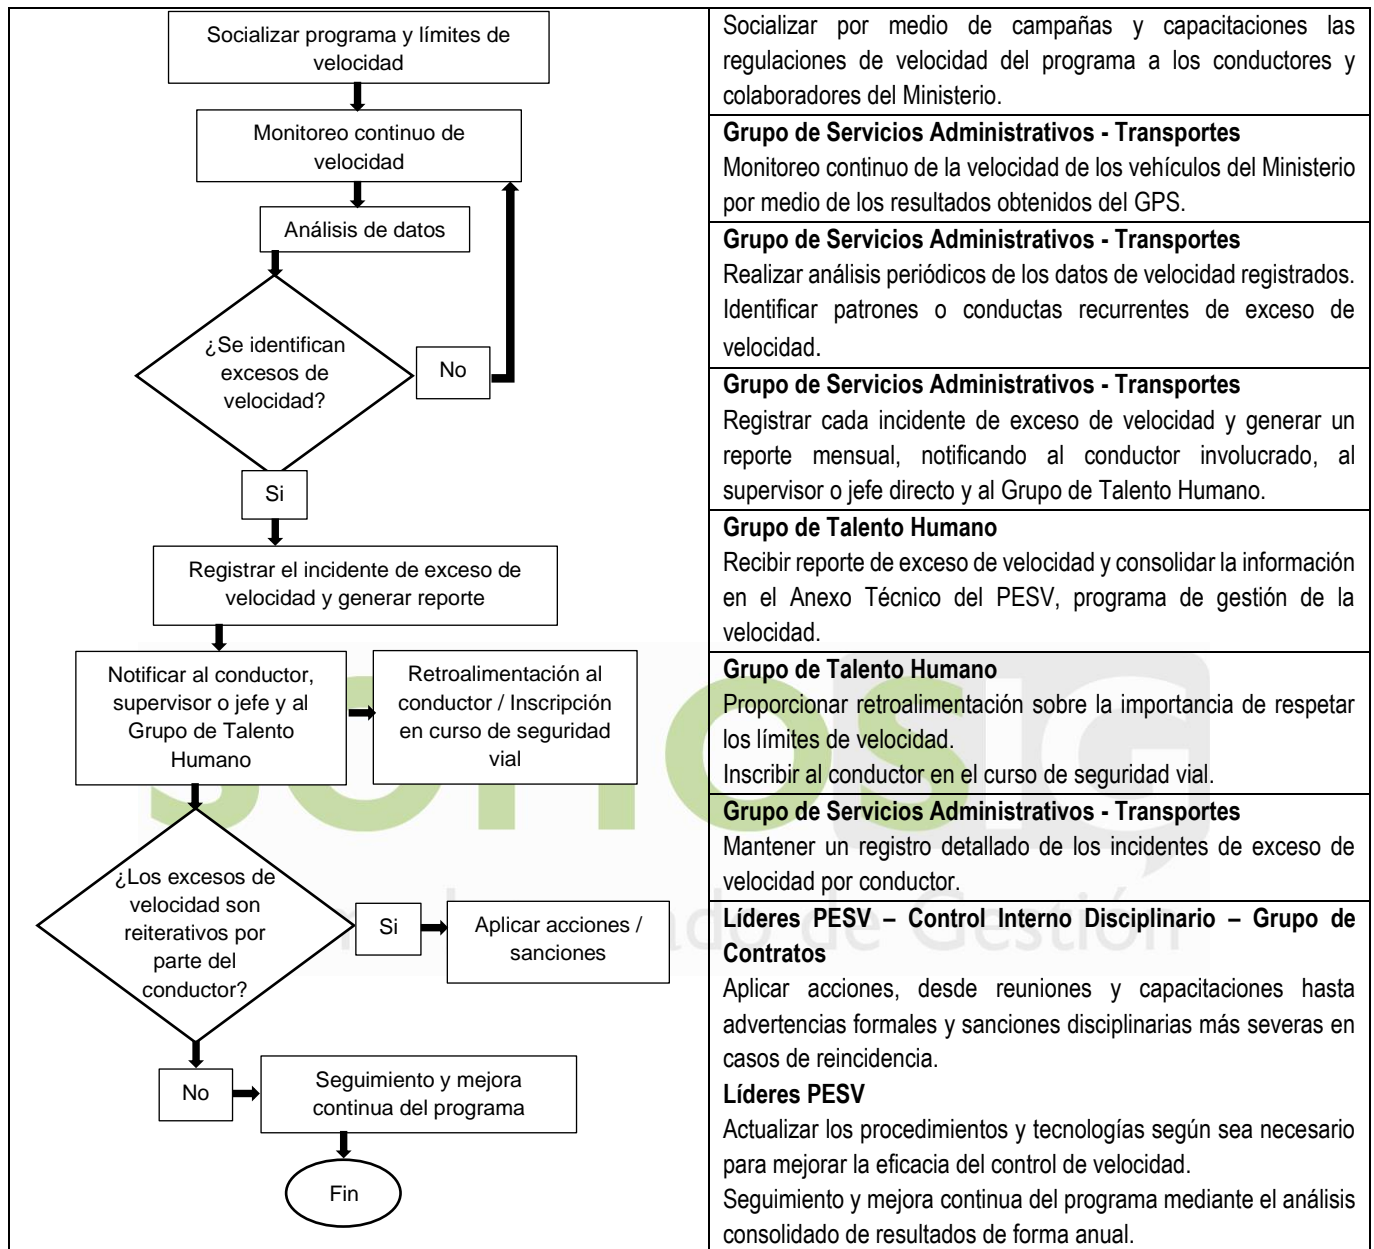 Socializar programa y límites de
velocidad
Monitoreo continuo de
velocidad
Análisis de datos
¿Se identifican
excesos de
velocidad?
No
Si
Registrar el incidente de exceso de
velocidad y generar reporte
Notificar al conductor,
supervisor o jefe y al
Grupo de Talento
Humano
Retroalimentación al
conductor / Inscripción
en curso de seguridad
vial
¿Los excesos de
velocidad son
reiterativos por
parte del
conductor?
Si
Aplicar acciones /
sanciones
No
Seguimiento y mejora
continua del programa
Fin
Socializar por medio de campañas y capacitaciones las
regulaciones de velocidad del programa a los conductores y
colaboradores del Ministerio.
Grupo de Servicios Administrativos - Transportes
Monitoreo continuo de la velocidad de los vehículos del Ministerio
por medio de los resultados obtenidos del GPS.
Grupo de Servicios Administrativos - Transportes
Realizar análisis periódicos de los datos de velocidad registrados.
Identificar patrones o conductas recurrentes de exceso de
velocidad.
Grupo de Servicios Administrativos - Transportes
Registrar cada incidente de exceso de velocidad y generar un
reporte mensual, notificando al conductor involucrado, al
supervisor o jefe directo y al Grupo de Talento Humano.
Grupo de Talento Humano
Recibir reporte de exceso de velocidad y consolidar la información
en el Anexo Técnico del PESV, programa de gestión de la
velocidad.
Grupo de Talento Humano
Proporcionar retroalimentación sobre la importancia de respetar
los límites de velocidad.
Inscribir al conductor en el curso de seguridad vial.
Grupo de Servicios Administrativos - Transportes
Mantener un registro detallado de los incidentes de exceso de
velocidad por conductor.
Líderes PESV – Control Interno Disciplinario – Grupo de
Contratos
Aplicar acciones, desde reuniones y capacitaciones hasta
advertencias formales y sanciones disciplinarias más severas en
casos de reincidencia.
Líderes PESV
Actualizar los procedimientos y tecnologías según sea necesario
para mejorar la eficacia del control de velocidad.
Seguimiento y mejora continua del programa mediante el análisis
consolidado de resultados de forma anual.
SOMOSIG
de Gestión